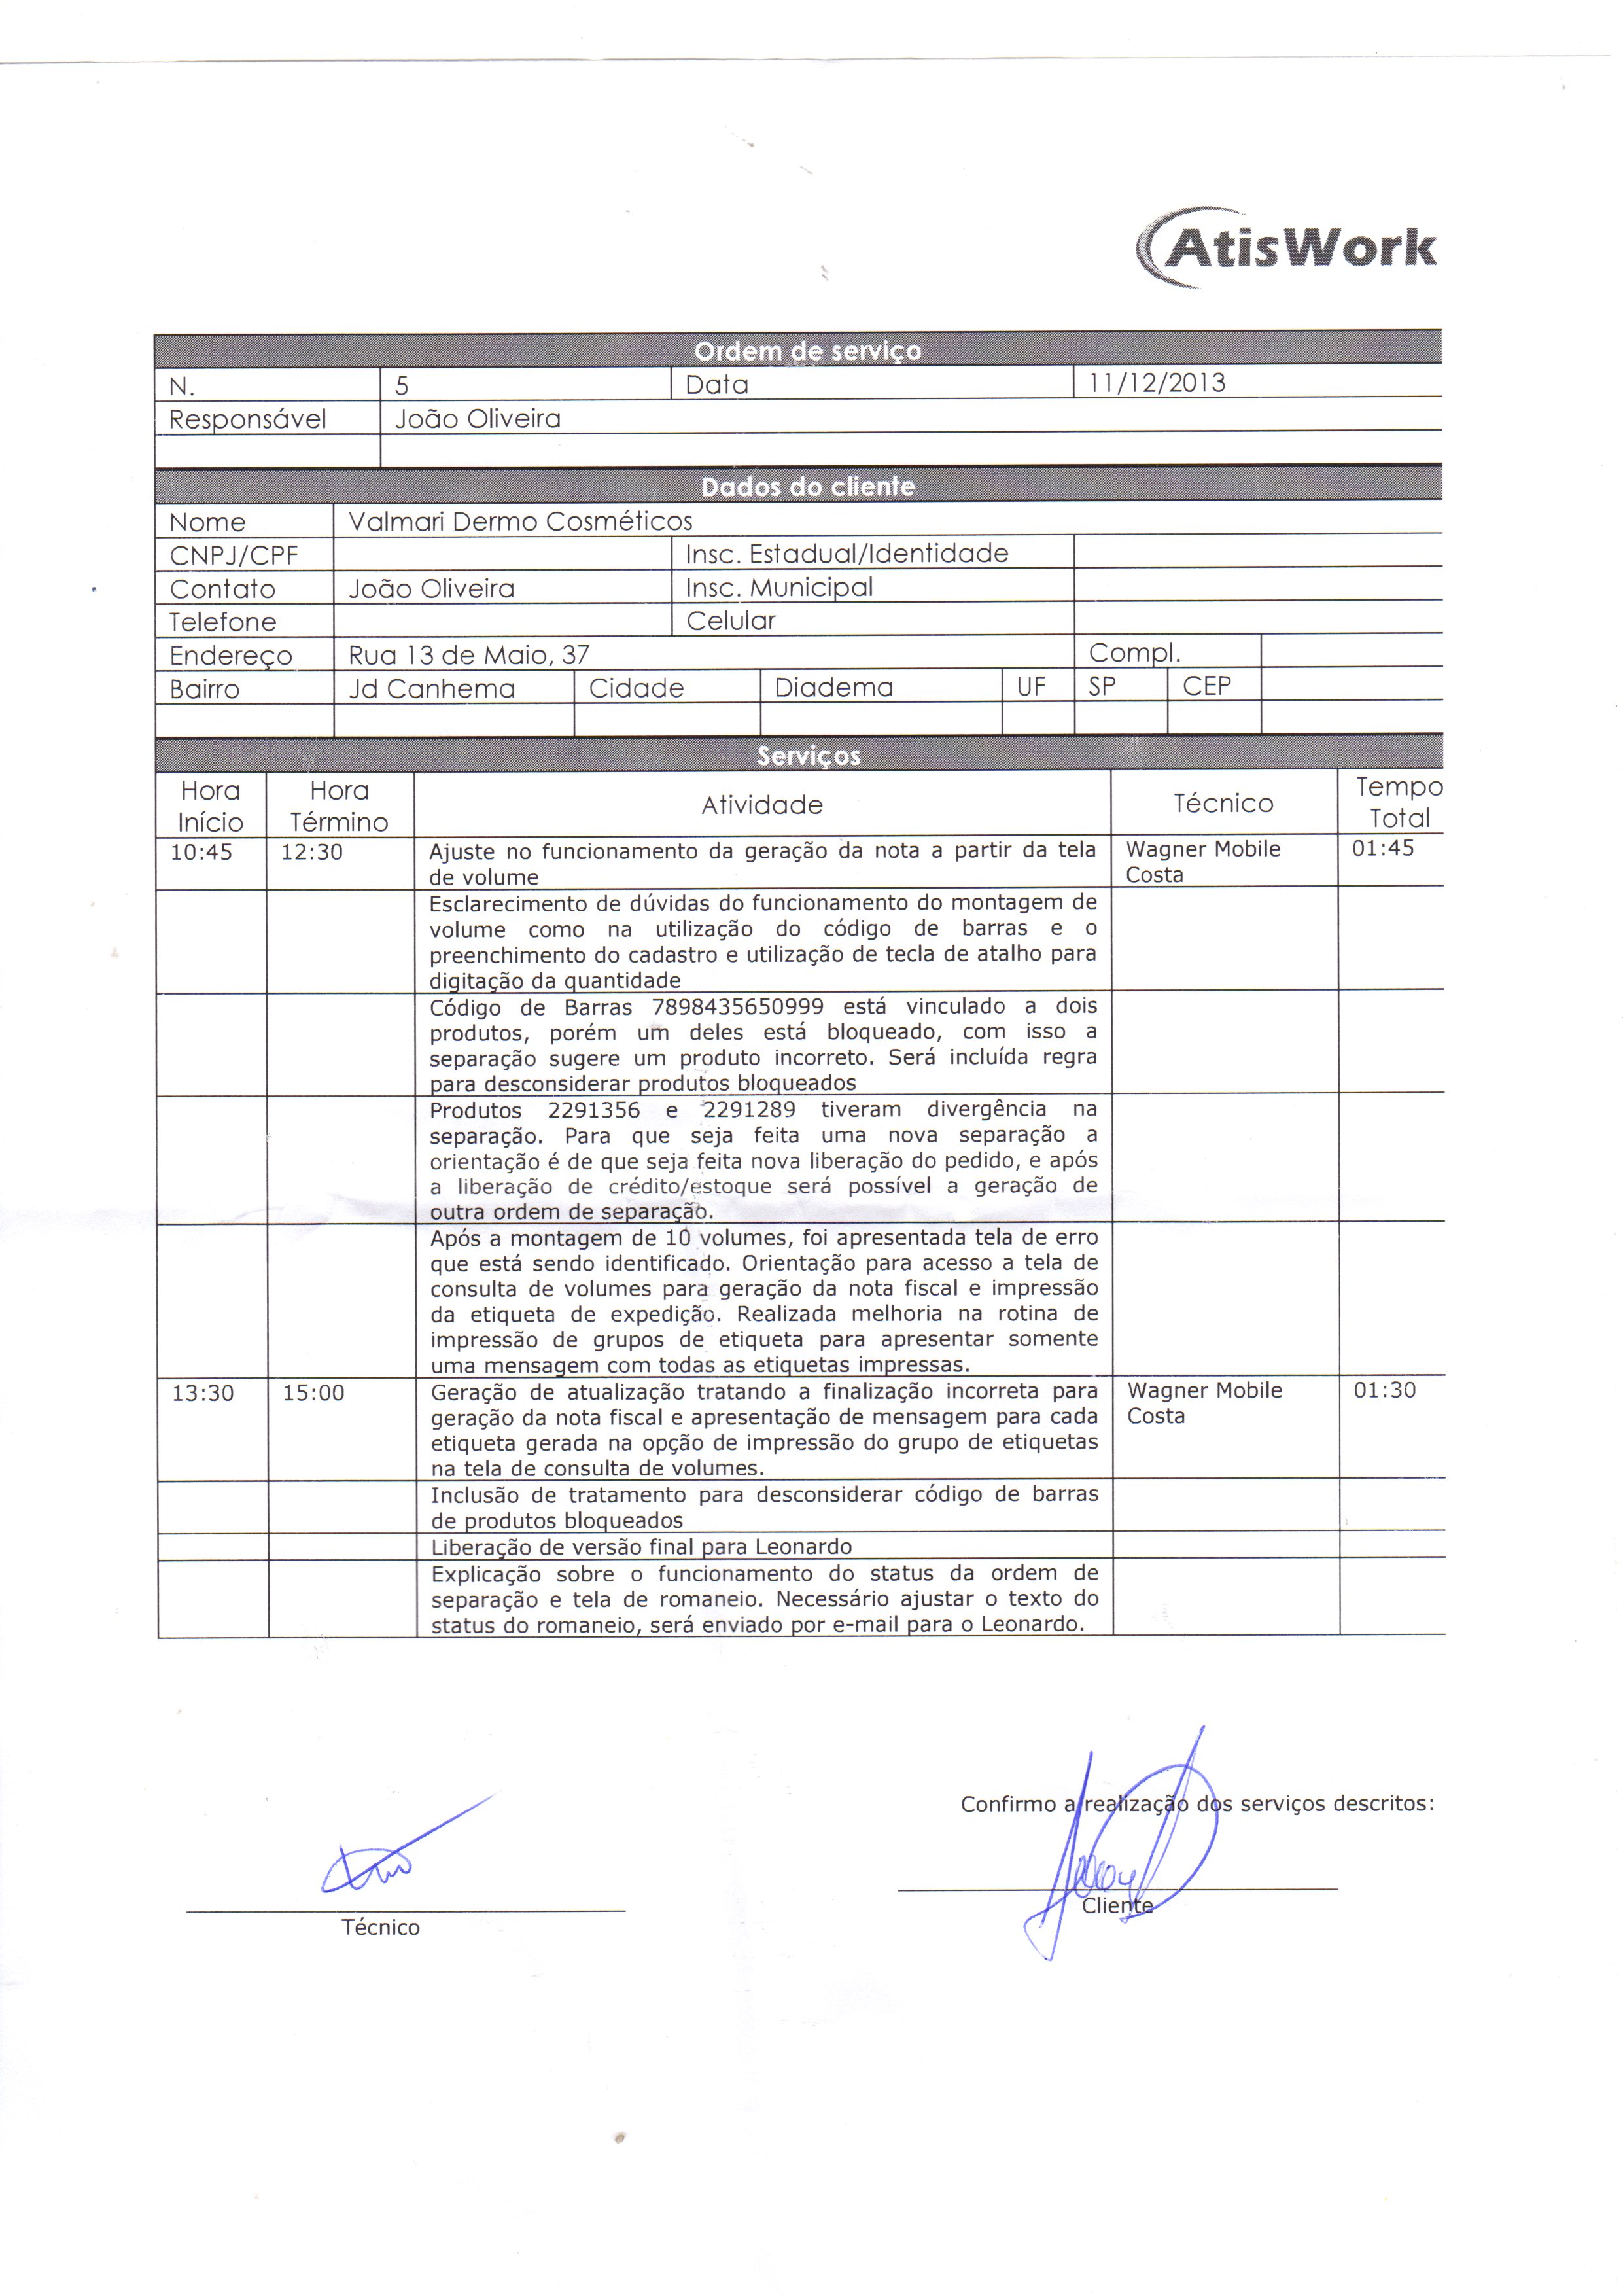 AtisWork
Ordem de serviço
N. 5 Data 11/12/2013
Responsável João Oliveira
Dados do cliente
Nome Valmari Dermo Cosméticos
CNPJ/CPF Insc. Estadual/Identidade
Contato João Oliveira Insc. Municipal
Telefone Celular
Endereço Rua 13 de Maio, 37 Compl.
Bairro Jd Canhema Cidade Diadema UF SP CEP
Serviços
Hora Início Hora Término Atividade Técnico Tempo Total
10:45 12:30 Ajuste no funcionamento da geração da nota a partir da tela Wagner Mobile 01:45
de volume Costa
Esclarecimento de dúvidas do funcionamento do montagem de
volume como na utilização do código de barras e o
preenchimento do cadastro e utilização de tecla de atalho para
digitação da quantidade
Código de Barras 7898435650999 está vinculado a dois
produtos, porém um deles está bloqueado, com isso a
separação sugere um produto incorreto. Será incluída regra
para desconsiderar produtos bloqueados
Produtos 2291356 e 2291289 tiveram divergência na
separação. Para que seja feita uma nova separação a
orientação é de que seja feita nova liberação do pedido, e após
a liberação de crédito/estoque será possível a geração de
outra ordem de separação.
Após a montagem de 10 volumes, foi apresentada tela de erro
que está sendo identificado. Orientação para acesso a tela de
consulta de volumes para geração da nota fiscal e impressão
da etiqueta de expedição. Realizada melhoria na rotina de
impressão de grupos de etiqueta para apresentar somente
uma mensagem com todas as etiquetas impressas.
13:30 15:00 Geração de atualização tratando a finalização incorreta para Wagner Mobile 01:30
geração da nota fiscal e apresentação de mensagem para cada Costa
etiqueta gerada na opção de impressão do grupo de etiquetas
na tela de consulta de volumes.
Inclusão de tratamento para desconsiderar código de barras
de produtos bloqueados
Liberação de versão final para Leonardo
Explicação sobre o funcionamento do status da ordem de
separação e tela de romaneio. Necessário ajustar o texto do
status do romaneio, será enviado por e-mail para o Leonardo.
Confirmo a realização dos serviços descritos:
Cliente
Técnico